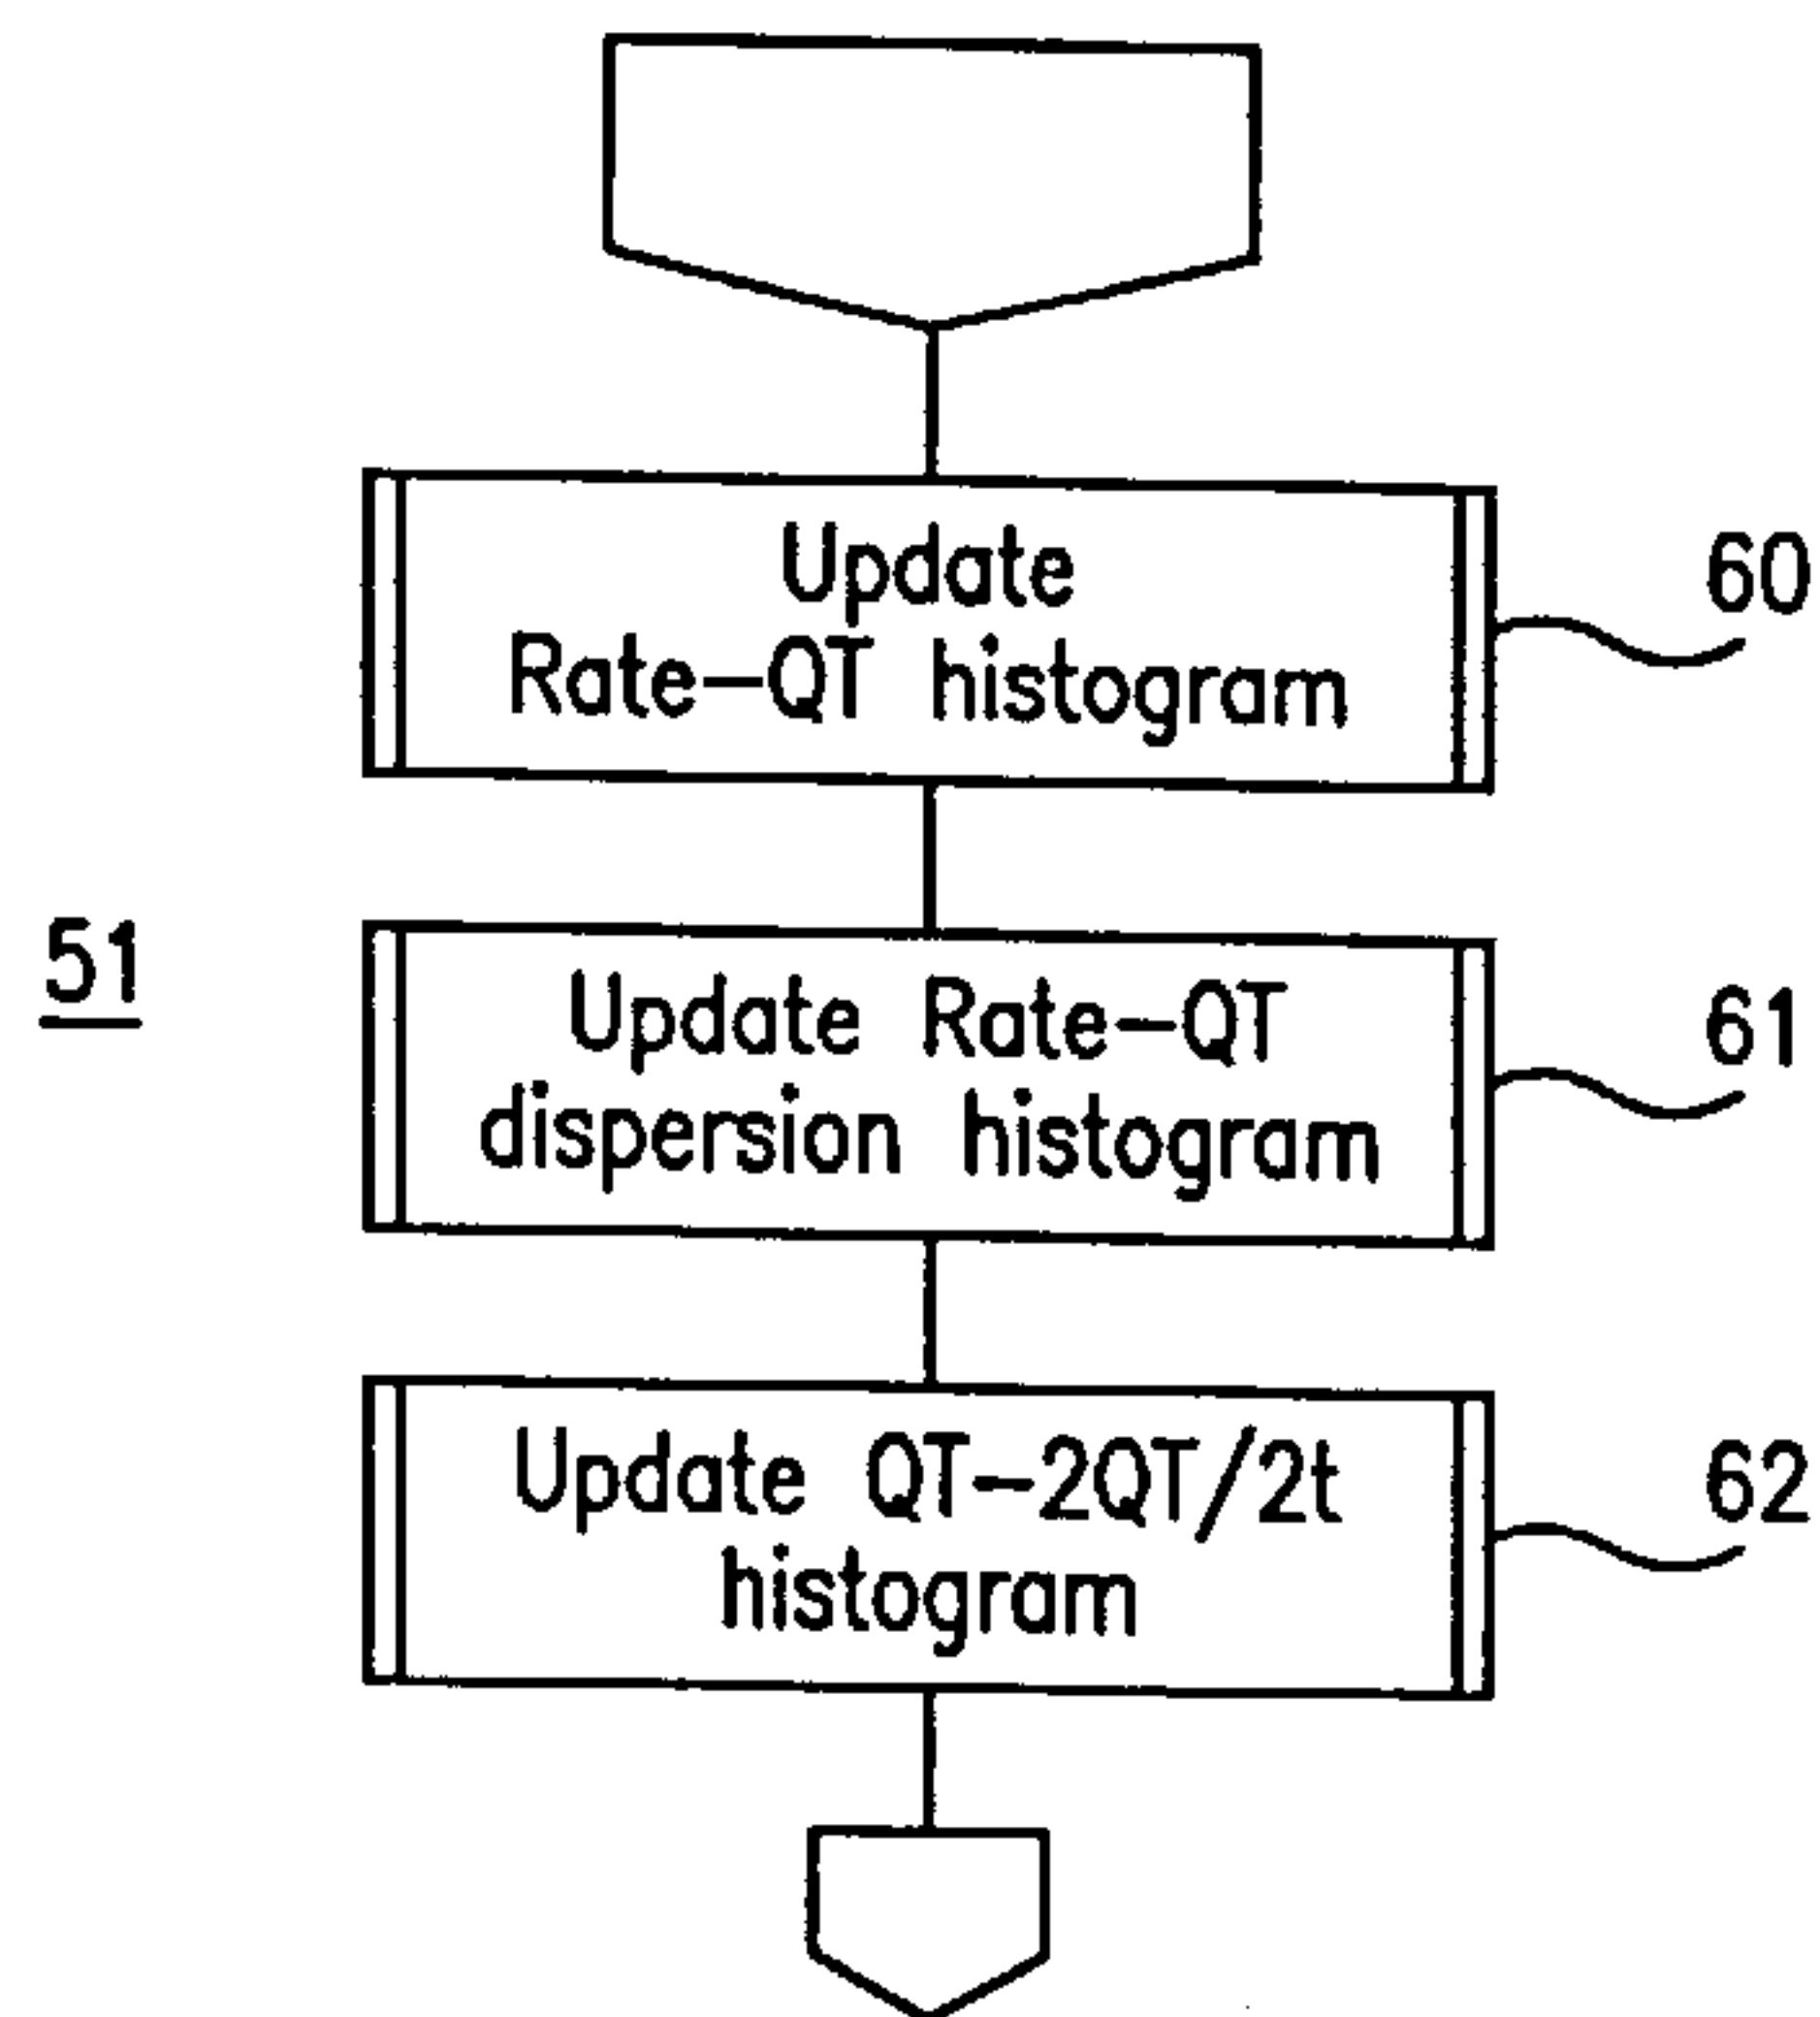 Update
Rate-QT histogram
60
51
Update Rate-QT
dispersion histogram
61
Update QT-2QT/2t
histogram
62